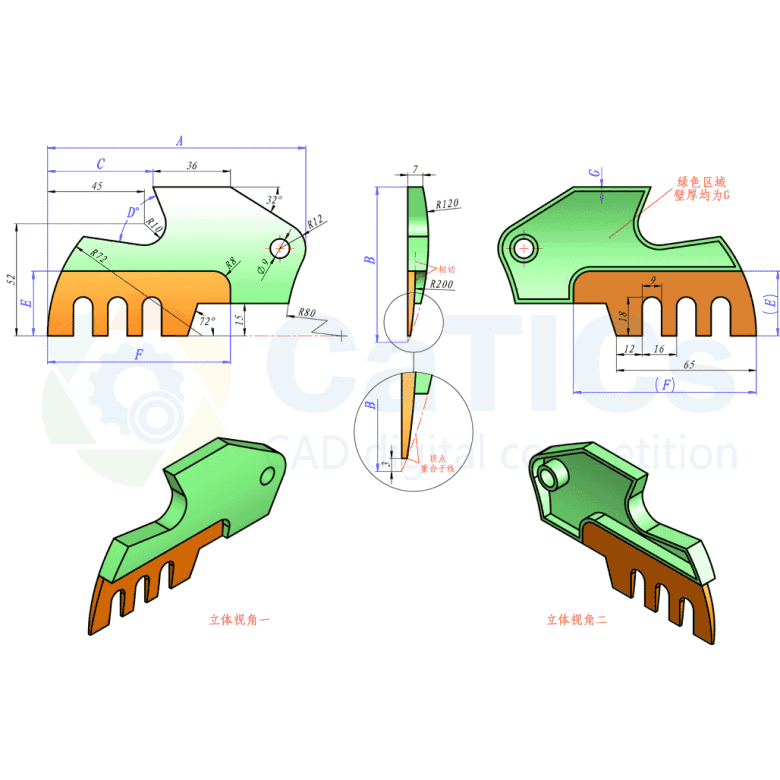 A
C
36
45
D°
32°
R10
R12
R72
52
R8
Φ9
E
72°
15
R80
F
7
R120
B
相切
R200
B
3
顶点
重合于线
G
绿色区域
壁厚均为G
9
18
(E)
12
16
65
(F)
CaTICs
CAD digital competition
立体视角一
立体视角二